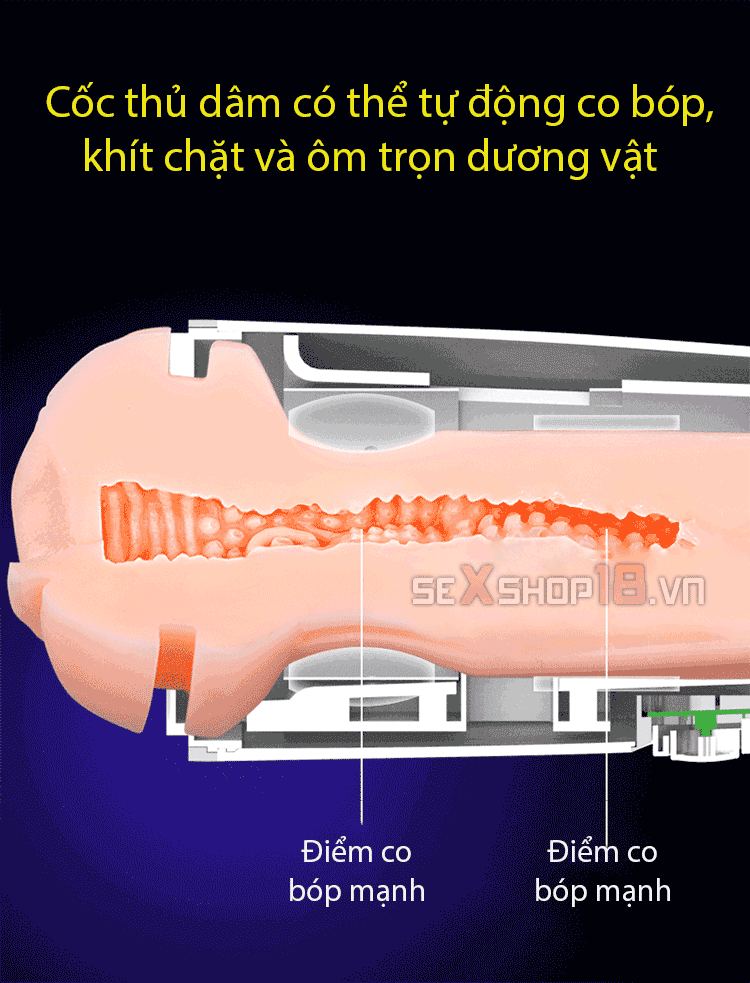 Cốc thủ dâm có thể tự động co bóp,
khít chặt và ôm trọn dương vật
seXshop18.vn
Điểm co
bóp mạnh
Điểm co
bóp mạnh